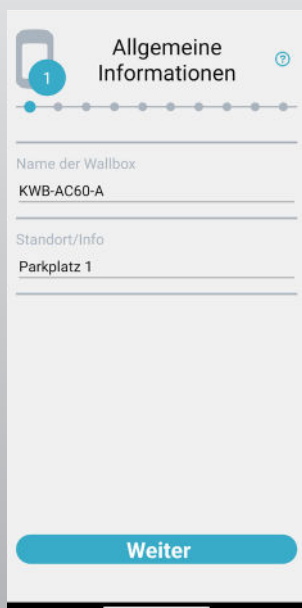 Allgemeine
Informationen
?
1
Name der Wallbox
KWB-AC60-A
Standort/Info
Parkplatz 1
Weiter